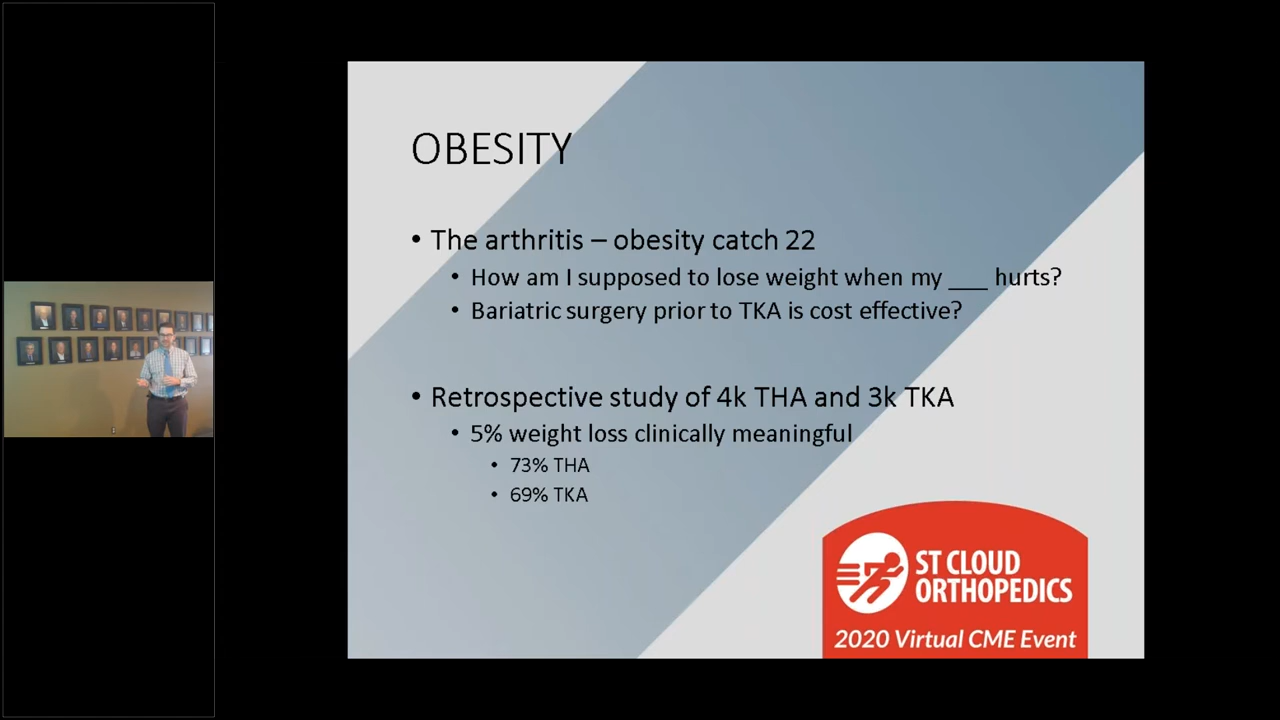 OBESITY
• The arthritis – obesity catch 22
• How am I supposed to lose weight when my ___ hurts?
• Bariatric surgery prior to TKA is cost effective?
• Retrospective study of 4k THA and 3k TKA
• 5% weight loss clinically meaningful
• 73% THA
• 69% TKA
ST CLOUD
ORTHOPEDICS
2020 Virtual CME Event